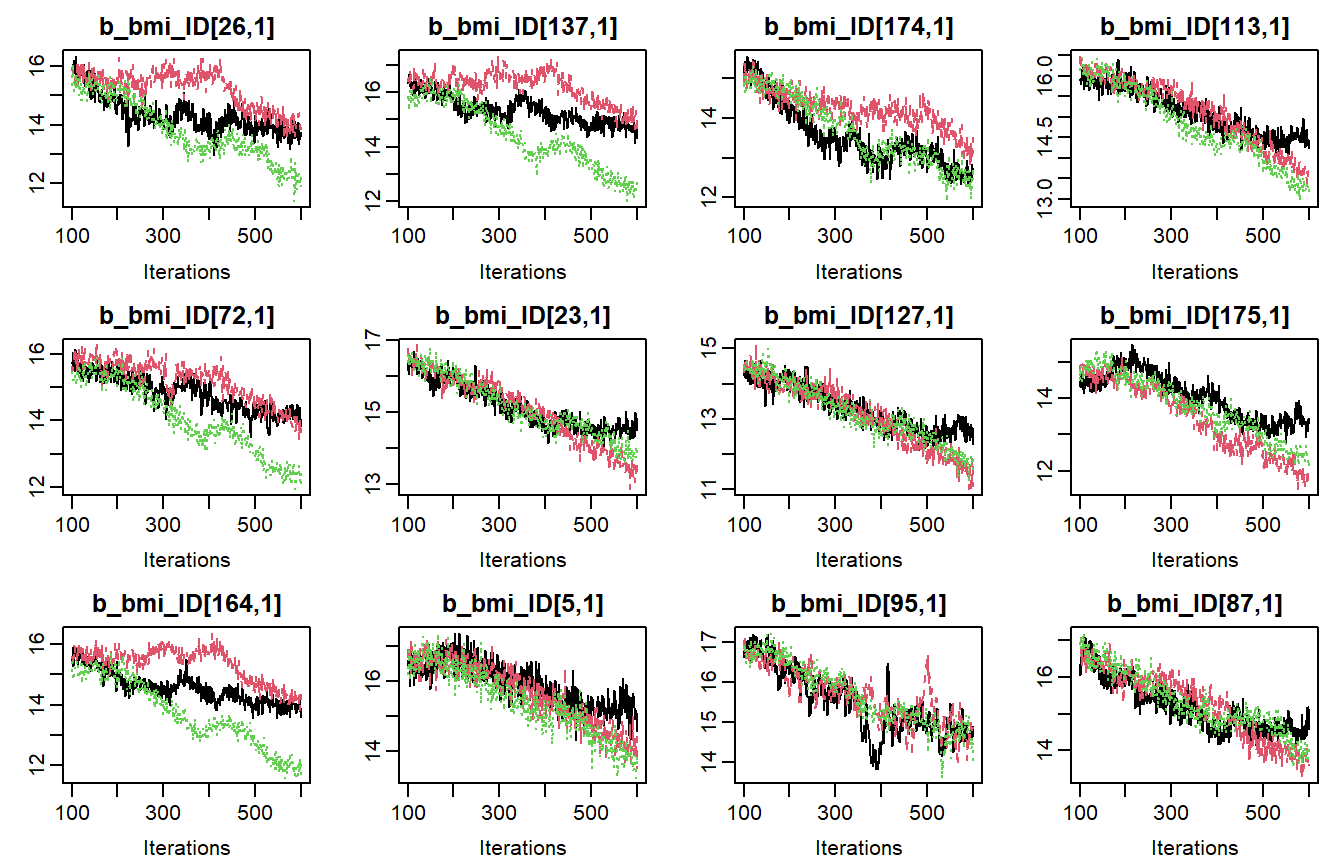 b_bmi_ID[26,1] b_bmi_ID[137,1] b_bmi_ID[174,1] b_bmi_ID[113,1]
16 14 12 16 14 12 14 12 16.0 14.5 13.0
100 300 500 100 300 500 100 300 500 100 300 500
Iterations Iterations Iterations Iterations
b_bmi_ID[72,1] b_bmi_ID[23,1] b_bmi_ID[127,1] b_bmi_ID[175,1]
16 14 12 17 15 13 15 13 11 14 12
100 300 500 100 300 500 100 300 500 100 300 500
Iterations Iterations Iterations Iterations
b_bmi_ID[164,1] b_bmi_ID[5,1] b_bmi_ID[95,1] b_bmi_ID[87,1]
16 14 12 16 14 17 16 15 14 16 14
100 300 500 100 300 500 100 300 500 100 300 500
Iterations Iterations Iterations Iterations